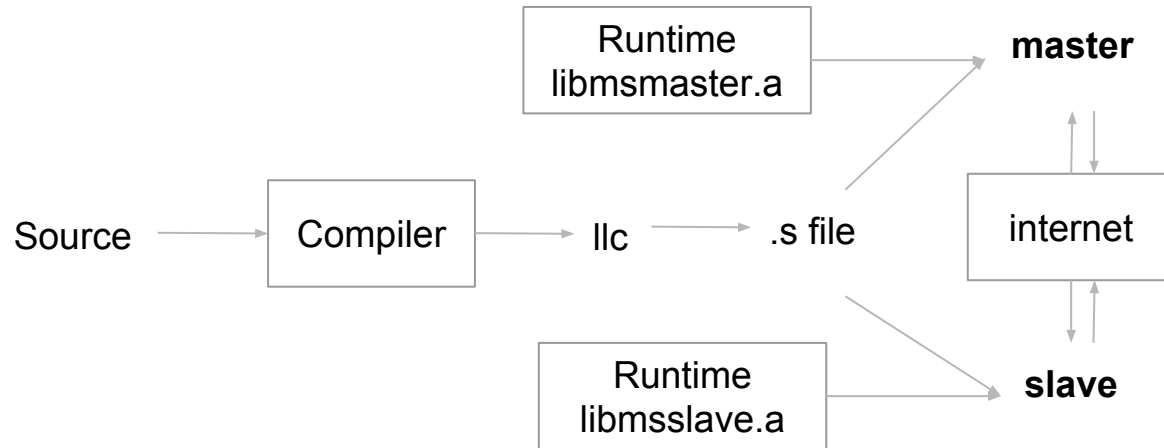 Runtime
libmsmaster.a
master
Source
Compiler
llc
.s file
internet
Runtime
libmsslave.a
slave